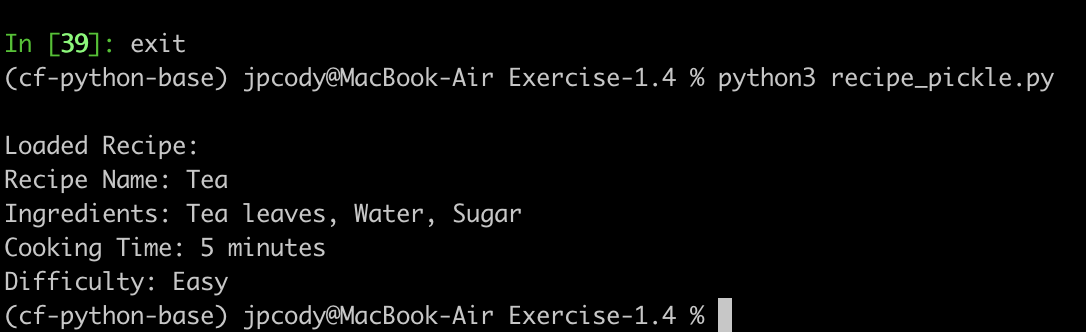 In [39]: exit
(cf-python-base) jpcody@MacBook-Air Exercise-1.4 % python3 recipe_pickle.py
Loaded Recipe:
Recipe Name: Tea
Ingredients: Tea leaves, Water, Sugar
Cooking Time: 5 minutes
Difficulty: Easy
(cf-python-base) jpcody@MacBook-Air Exercise-1.4 %